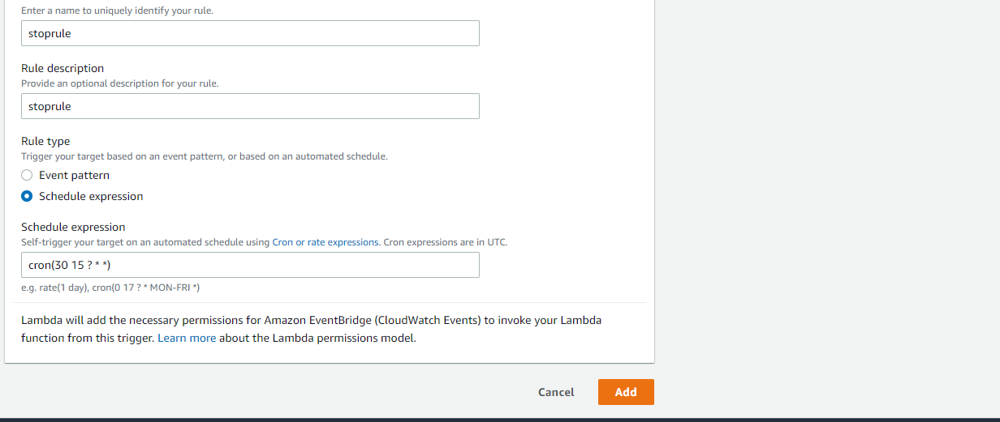 Enter a name to uniquely identify your rule.
stoprule
Rule description
Provide an optional description for your rule.
stoprule
Rule type
Trigger your target based on an event pattern, or based on an automated schedule.
Event pattern
Schedule expression
Schedule expression
Self-trigger your target on an automated schedule using Cron or rate expressions. Cron expressions are in UTC.
cron(30 15 ? * *)
e.g. rate(1 day), cron(0 17 ? * MON-FRI *)
Lambda will add the necessary permissions for Amazon EventBridge (CloudWatch Events) to invoke your Lambda
function from this trigger. Learn more about the Lambda permissions model.
Cancel
Add